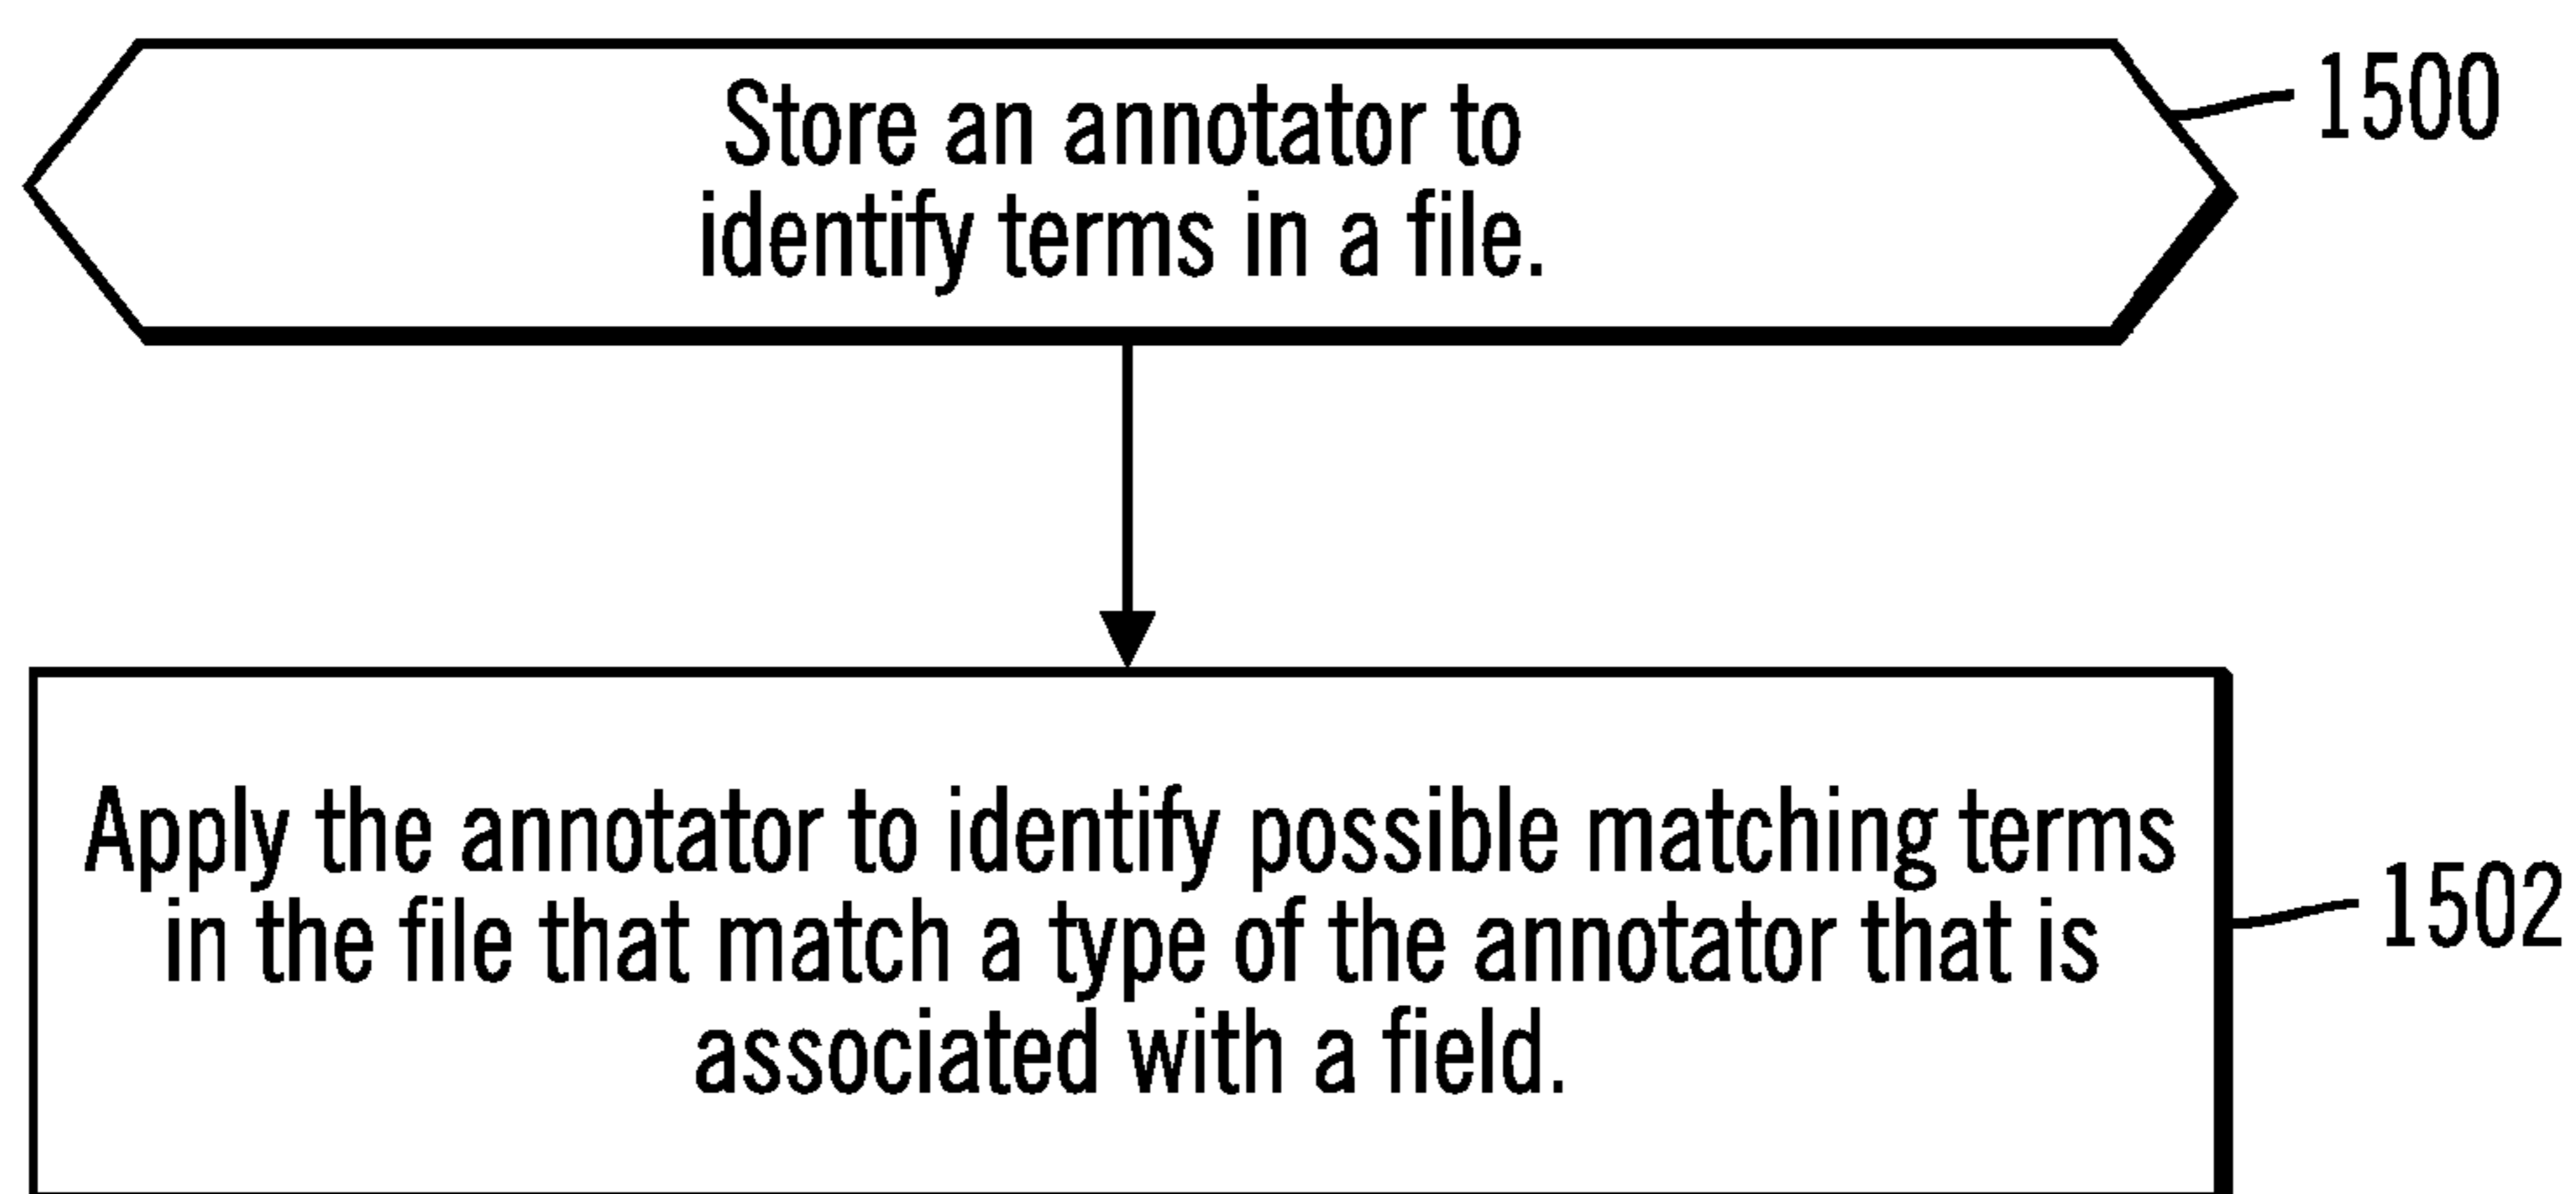 Store an annotator to
identify terms in a file.
1500
Apply the annotator to identify possible matching terms
in the file that match a type of the annotator that is
associated with a field.
1502